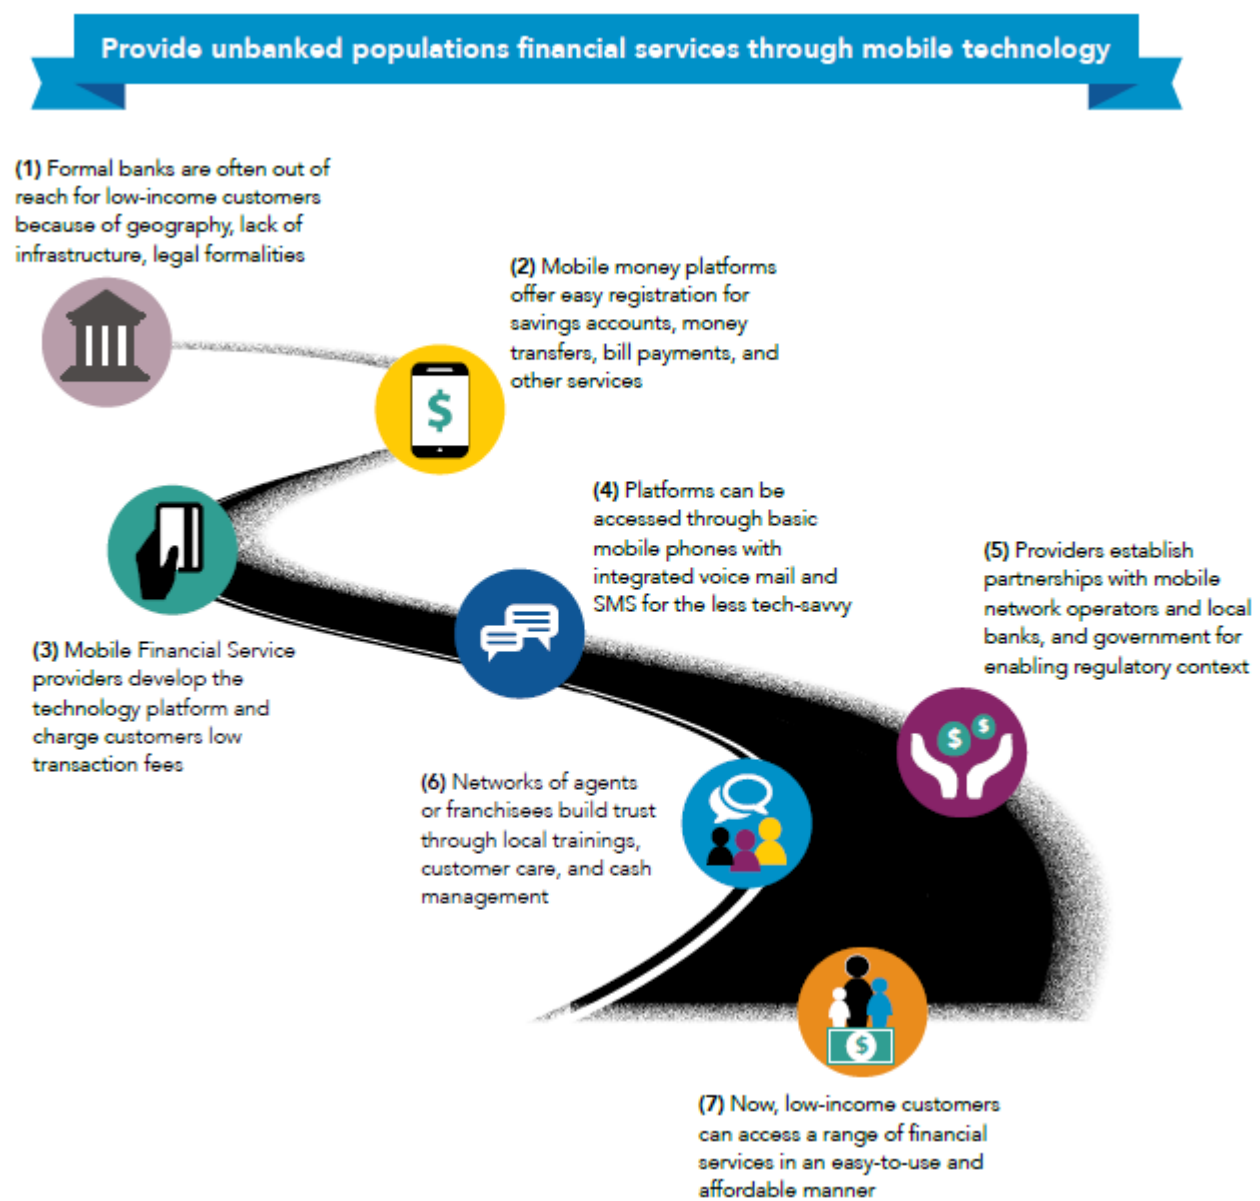 Provide unbanked populations financial services through mobile technology
(1) Formal banks are often out of
reach for low-income customers
because of geography, lack of
infrastructure, legal formalities
(2) Mobile money platforms
offer easy registration for
savings accounts, money
transfers, bill payments, and
other services
$
(3) Mobile Financial Service
providers develop the
technology platform and
charge customers low
transaction fees
(4) Platforms can be
accessed through basic
mobile phones with
integrated voice mail and
SMS for the less tech-savvy
(5) Providers establish
partnerships with mobile
network operators and local
banks, and government for
enabling regulatory context
$ $
(6) Networks of agents
or franchisees build trust
through local trainings,
customer care, and cash
management
$
(7) Now, low-income customers
can access a range of financial
services in an easy-to-use and
affordable manner